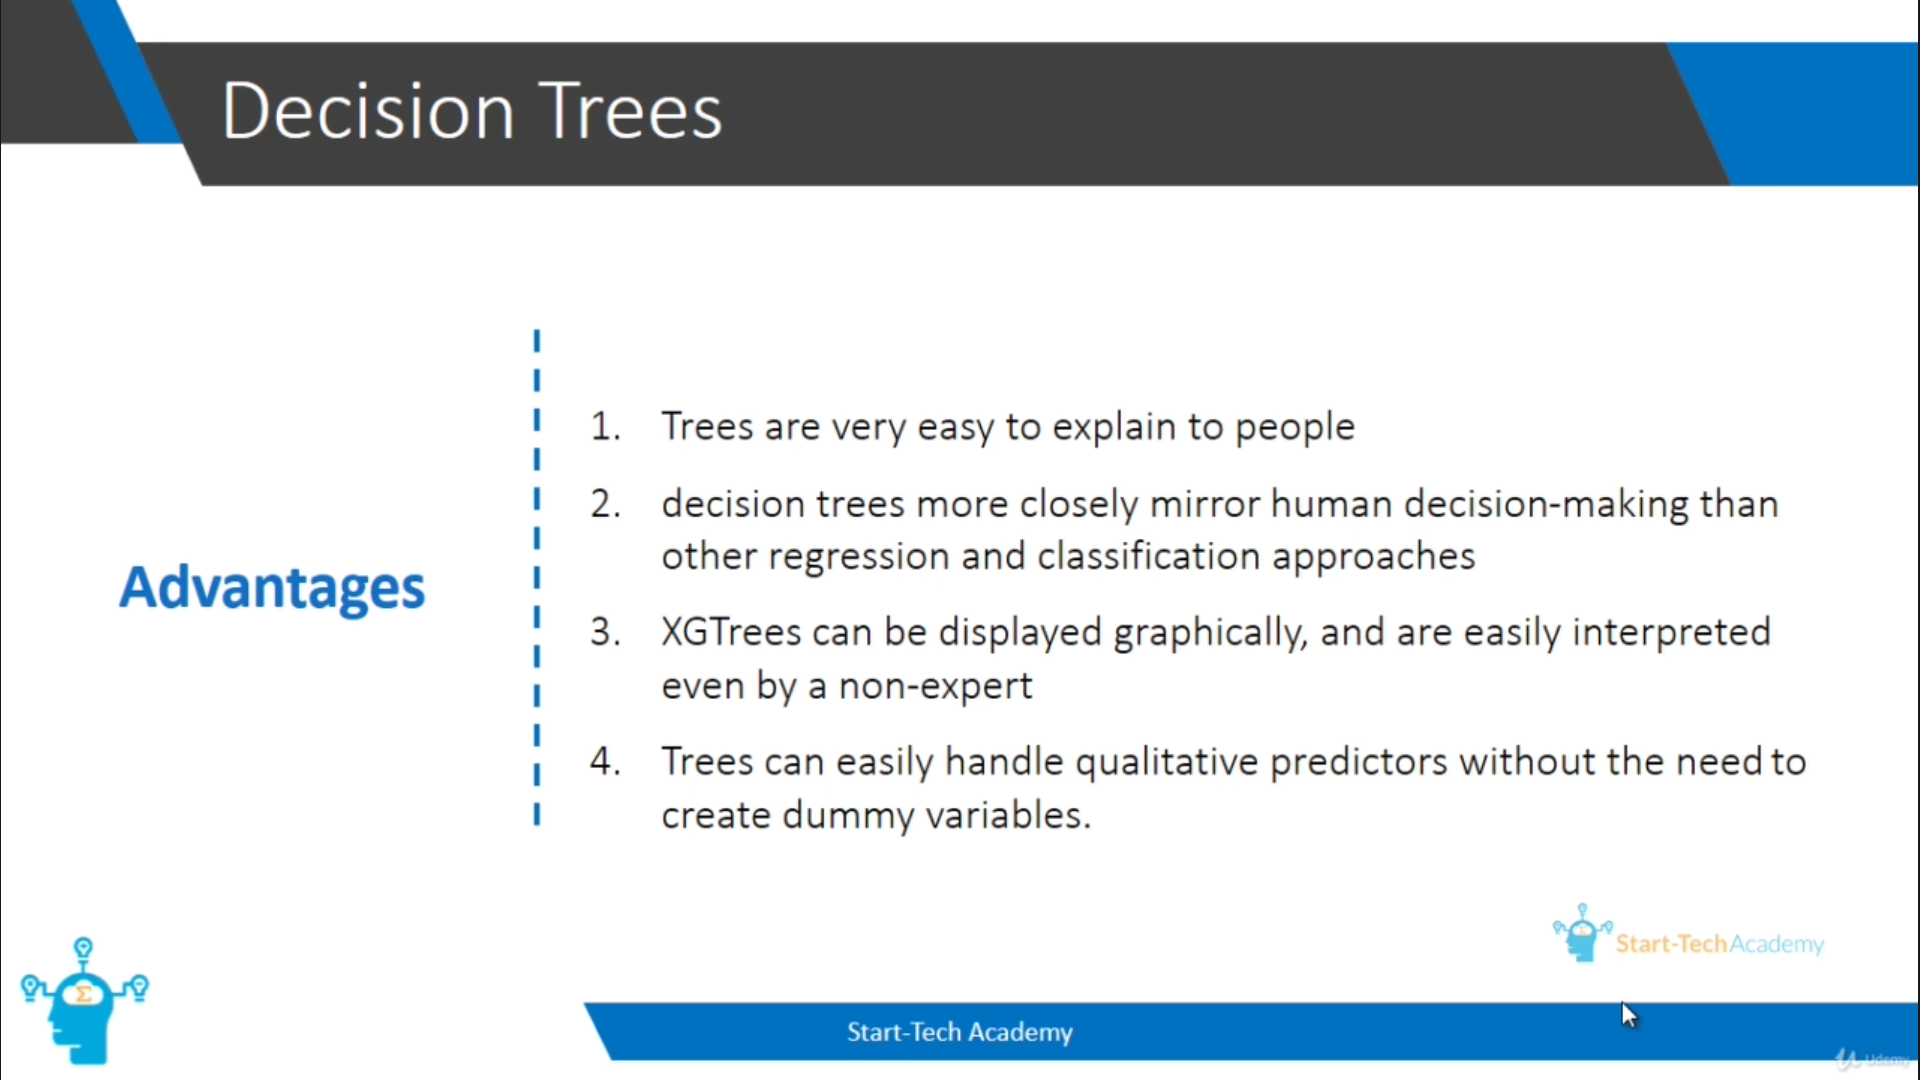 Decision Trees
Advantages
1. Trees are very easy to explain to people
2. decision trees more closely mirror human decision-making than
other regression and classification approaches
3. XGTrees can be displayed graphically, and are easily interpreted
even by a non-expert
4. Trees can easily handle qualitative predictors without the need to
create dummy variables.
Σ
Start-Tech Academy
Start-Tech Academy
Udemy